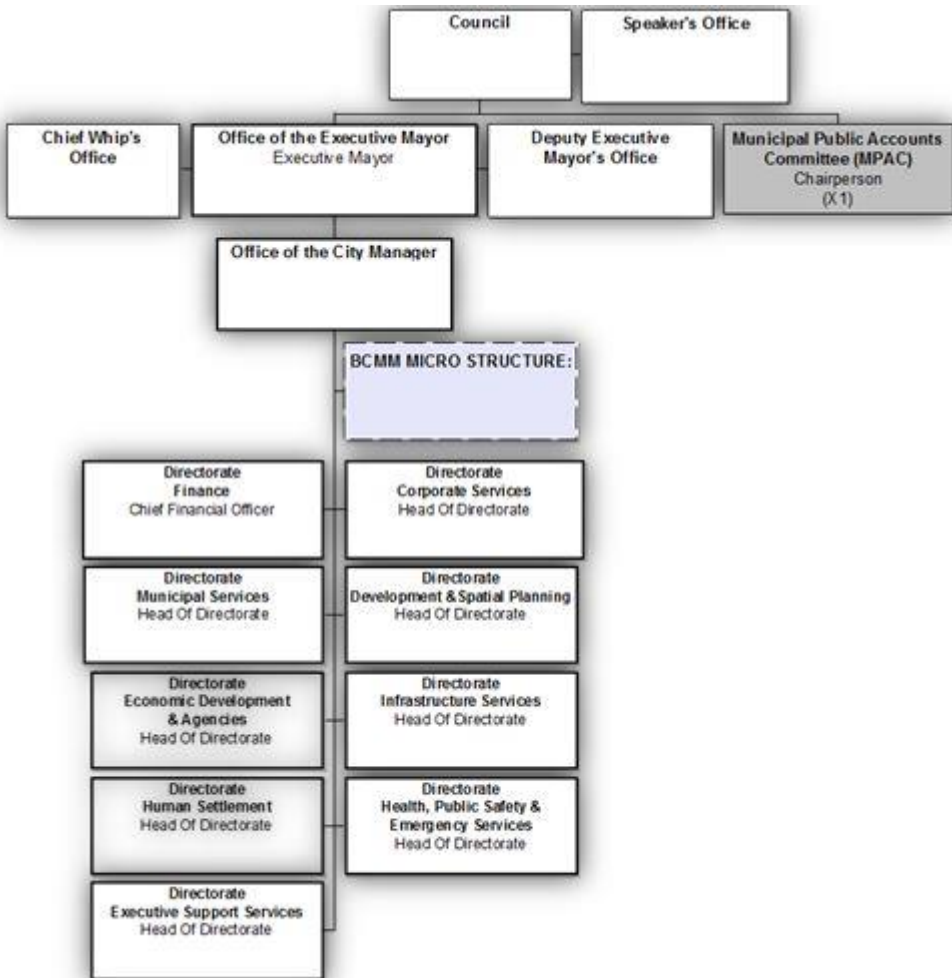 Council
Speaker's Office
Chief Whip's
Office
Office of the Executive Mayor
Executive Mayor
Deputy Executive
Mayor's Office
Municipal Public Accounts
Committee (MPAC)
Chairperson
(X1)
Office of the City Manager
BCMM MICRO STRUCTURE:
Directorate
Finance
Chief Financial Officer
Directorate
Corporate Services
Head Of Directorate
Directorate
Municipal Services
Head Of Directorate
Directorate
Development &Spatial Planning
Head Of Directorate
Directorate
Economic Development
& Agencies
Head Of Directorate
Directorate
Infrastructure Services
Head Of Directorate
Directorate
Human Settlement
Head Of Directorate
Directorate
Health, Public Safety &
Emergency Services
Head Of Directorate
Directorate
Executive Support Services
Head Of Directorate